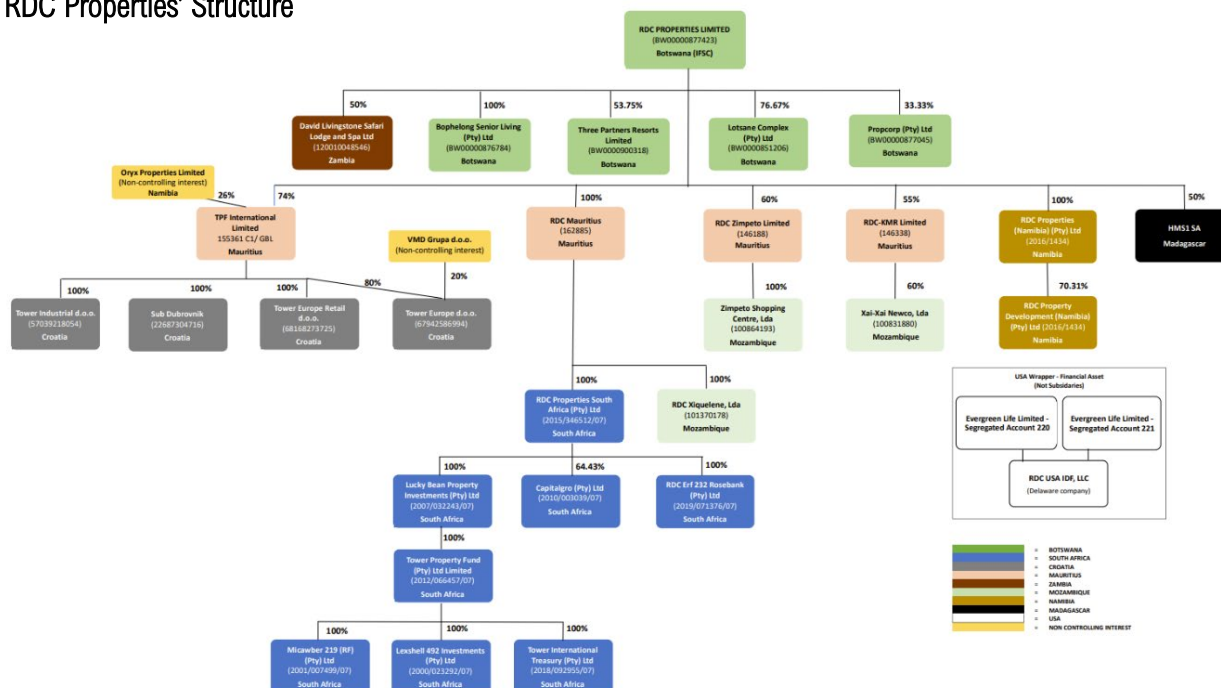 RDC Properties' Structure
RDC PROPERTIES LIMITED
(BW00000877423)
Botswana (IFSC)
50%
100%
53.75%
76.67%
33.33%
David Livingstone Safari
Lodge and Spa Ltd
(120010048546)
Zambia
Bophelong Senior Living
(Pty) Ltd
(BW00000876784)
Botswana
Three Partners Resorts
Limited
(BW0000900318)
Botswana
Lotsane Complex
(Pty) Ltd
(BW0000851206)
Botswana
Propcorp (Pty) Ltd
(BW00000877045)
Botswana
Oryx Properties Limited
(Non-controlling interest)
Namibia
26%
74%
100%
60%
55%
100%
50%
TPF International
Limited
155361 C1/ GBL
Mauritius
RDC Mauritius
(162885)
Mauritius
RDC Zimpeto Limited
(146188)
Mauritius
RDC-KMR Limited
(146338)
Mauritius
RDC Properties
(Namibia) (Pty) Ltd
(2016/1434)
Namibia
HM51 SA
Madagascar
VMD Grupa d.o.o.
(Non-controlling interest)
100%
100%
100%
80%
20%
100%
60%
70.31%
Tower Industrial d.o.o.
(57039218054)
Croatia
Sub Dubrovnik
(22687304716)
Croatia
Tower Europe Retail
d.o.o.
(68168273725)
Croatia
Tower Europe d.o.o.
(67942586994)
Croatia
Zimpeto Shopping
Centre, Lda
(100864193)
Mozambique
Xai-Xai Newco, Lda
(100831880)
Mozambique
RDC Property
Development (Namibia)
(Pty) Ltd (2016/1434)
Namibia
100%
100%
RDC Properties South
Africa (Pty) Ltd
(2015/346512/07)
South Africa
RDC Xiquelene, Lda
(101370178)
Mozambique
USA Wrapper - Financial Asset
(Not Subsidaries)
Evergreen Life Limited -
Segregated Account 220
Evergreen Life Limited -
Segregated Account 221
RDC USA IDF, LLC
(Delaware company)
100%
64.43%
100%
Lucky Bean Property
Investments (Pty) Ltd
(2007/032243/07)
South Africa
Capitalgro (Pty) Ltd
(2010/003039/07)
South Africa
RDC Erf 232 Rosebank
(Pty) Ltd
(2019/071376/07)
South Africa
100%
Tower Property Fund
(Pty) Ltd Limited
(2012/066457/07)
South Africa
100%
100%
100%
Micawber 219 (RF)
(Pty) Ltd
(2001/007499/07)
South Africa
Lexshell 492 Investments
(Pty) Ltd
(2000/023292/07)
South Africa
Tower International
Treasury (Pty) Ltd
(2018/092955/07)
South Africa
= BOTSWANA
= SOUTH AFRICA
= CROATIA
= MAURITIUS
= ZAMBIA
= MOZAMBIQUE
= NAMIBIA
= MADAGASCAR
= USA
= NON CONTROLLING INTEREST